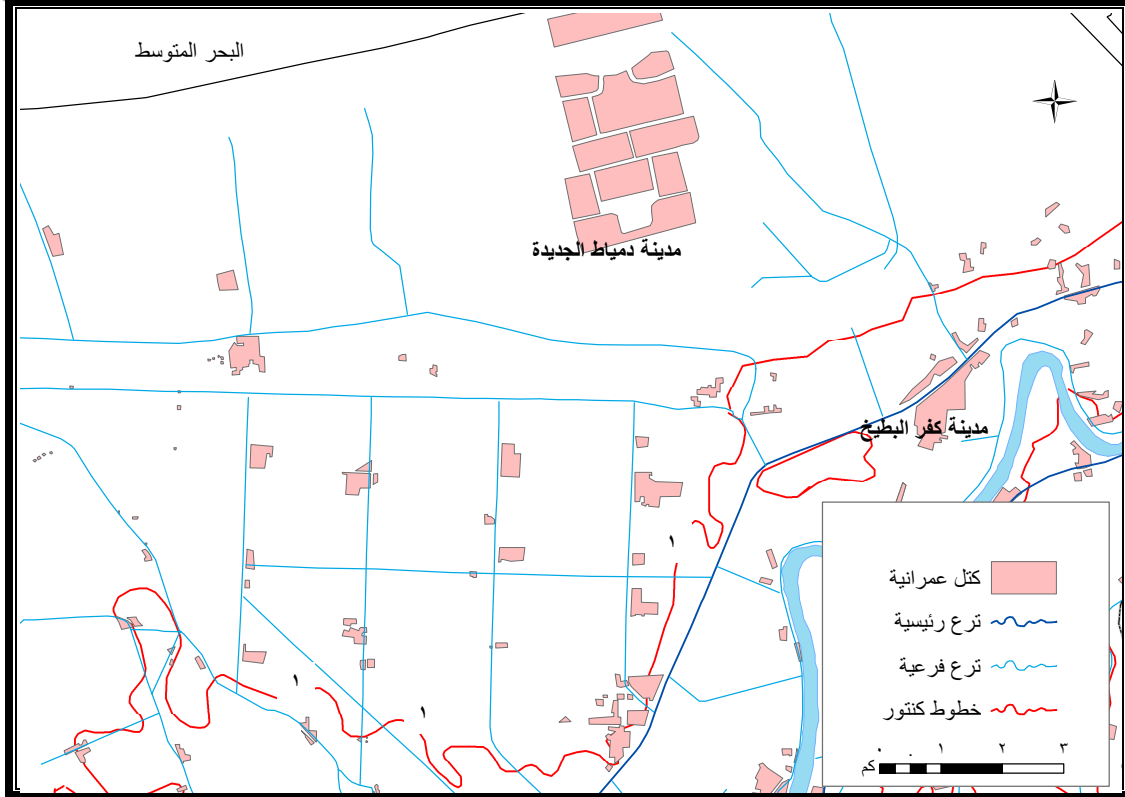 البحر المتوسط
مدينة دمياط الجديدة
مدينة كفر البطيخ
١
١
١
كتل عمرانية
ترع رئيسية
ترع فرعية
خطوط كنتور
٠ ١ ٢ ٣
كم